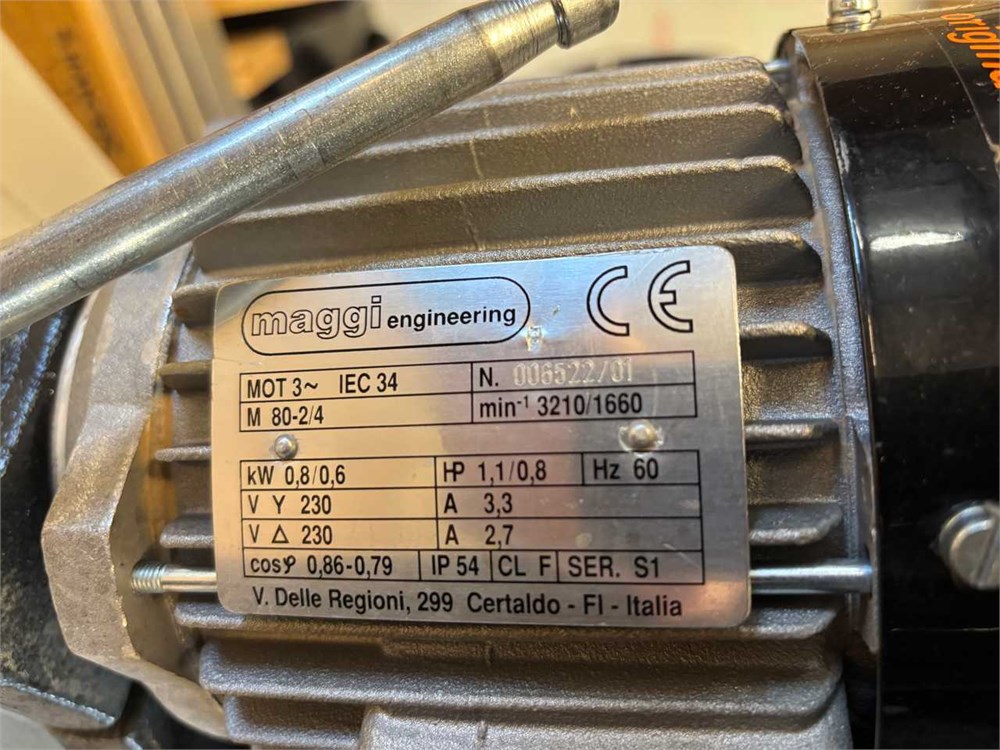 maggi engineering CE
MOT 3~ IEC 34 N. 006522/01
M 80-2/4 min-1 3210/1660
kW 0,8/0,6 HP 1,1/0,8 Hz 60
V Y 230 A 3,3
V Δ 230 A 2,7
cosφ 0,86-0,79 IP 54 CL F SER. S1
V. Delle Regioni, 299 Certaldo - FI - Italia